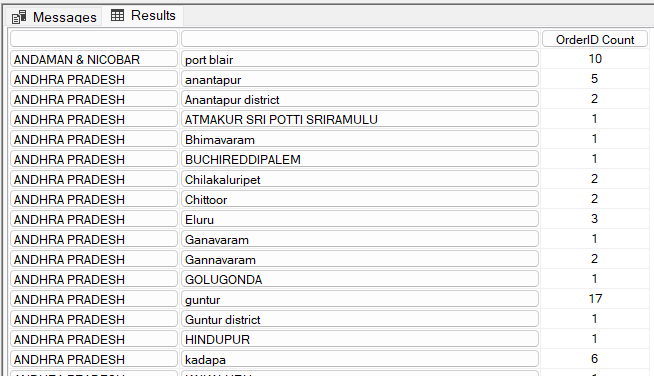 Messages Results
OrderID Count
ANDAMAN & NICOBAR port blair 10
ANDHRA PRADESH anantapur 5
ANDHRA PRADESH Anantapur district 2
ANDHRA PRADESH ATMAKUR SRI POTTI SRIRAMULU 1
ANDHRA PRADESH Bhimavaram 1
ANDHRA PRADESH BUCHIREDDIPALEM 1
ANDHRA PRADESH Chilakaluripet 2
ANDHRA PRADESH Chittoor 2
ANDHRA PRADESH Eluru 3
ANDHRA PRADESH Ganavaram 1
ANDHRA PRADESH Gannavaram 2
ANDHRA PRADESH GOLUGONDA 1
ANDHRA PRADESH guntur 17
ANDHRA PRADESH Guntur district 1
ANDHRA PRADESH HINDUPUR 1
ANDHRA PRADESH kadapa 6
ANDHRA PRADESH